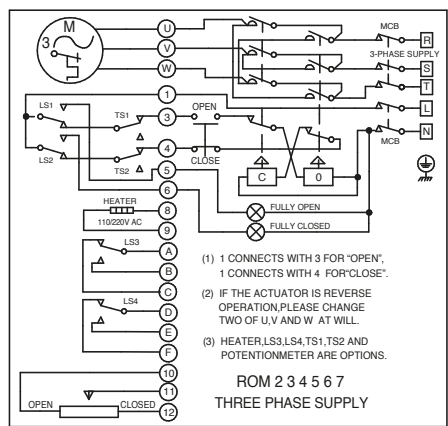 M
3
U
V
W
MCB
R
3-PHASE SUPPLY
S
T
1
L
LS1
TS1
3
OPEN
N
LS2
4
CLOSE
MCB
TS2
5
C
O
6
HEATER
8
FULLY OPEN
110/220V AC
9
FULLY CLOSED
LS3
A
B
C
LS4
D
E
F
10
11
OPEN
CLOSED
12
(1) 1 CONNECTS WITH 3 FOR "OPEN",
1 CONNECTS WITH 4 FOR"CLOSE".
(2) IF THE ACTUATOR IS REVERSE
OPERATION,PLEASE CHANGE
TWO OF U,V and W AT WILL.
(3) HEATER,LS3,LS4,TS1,TS2 AND
POTENTIONMETER ARE OPTIONS.
ROM 2 3 4 5 6 7
THREE PHASE SUPPLY